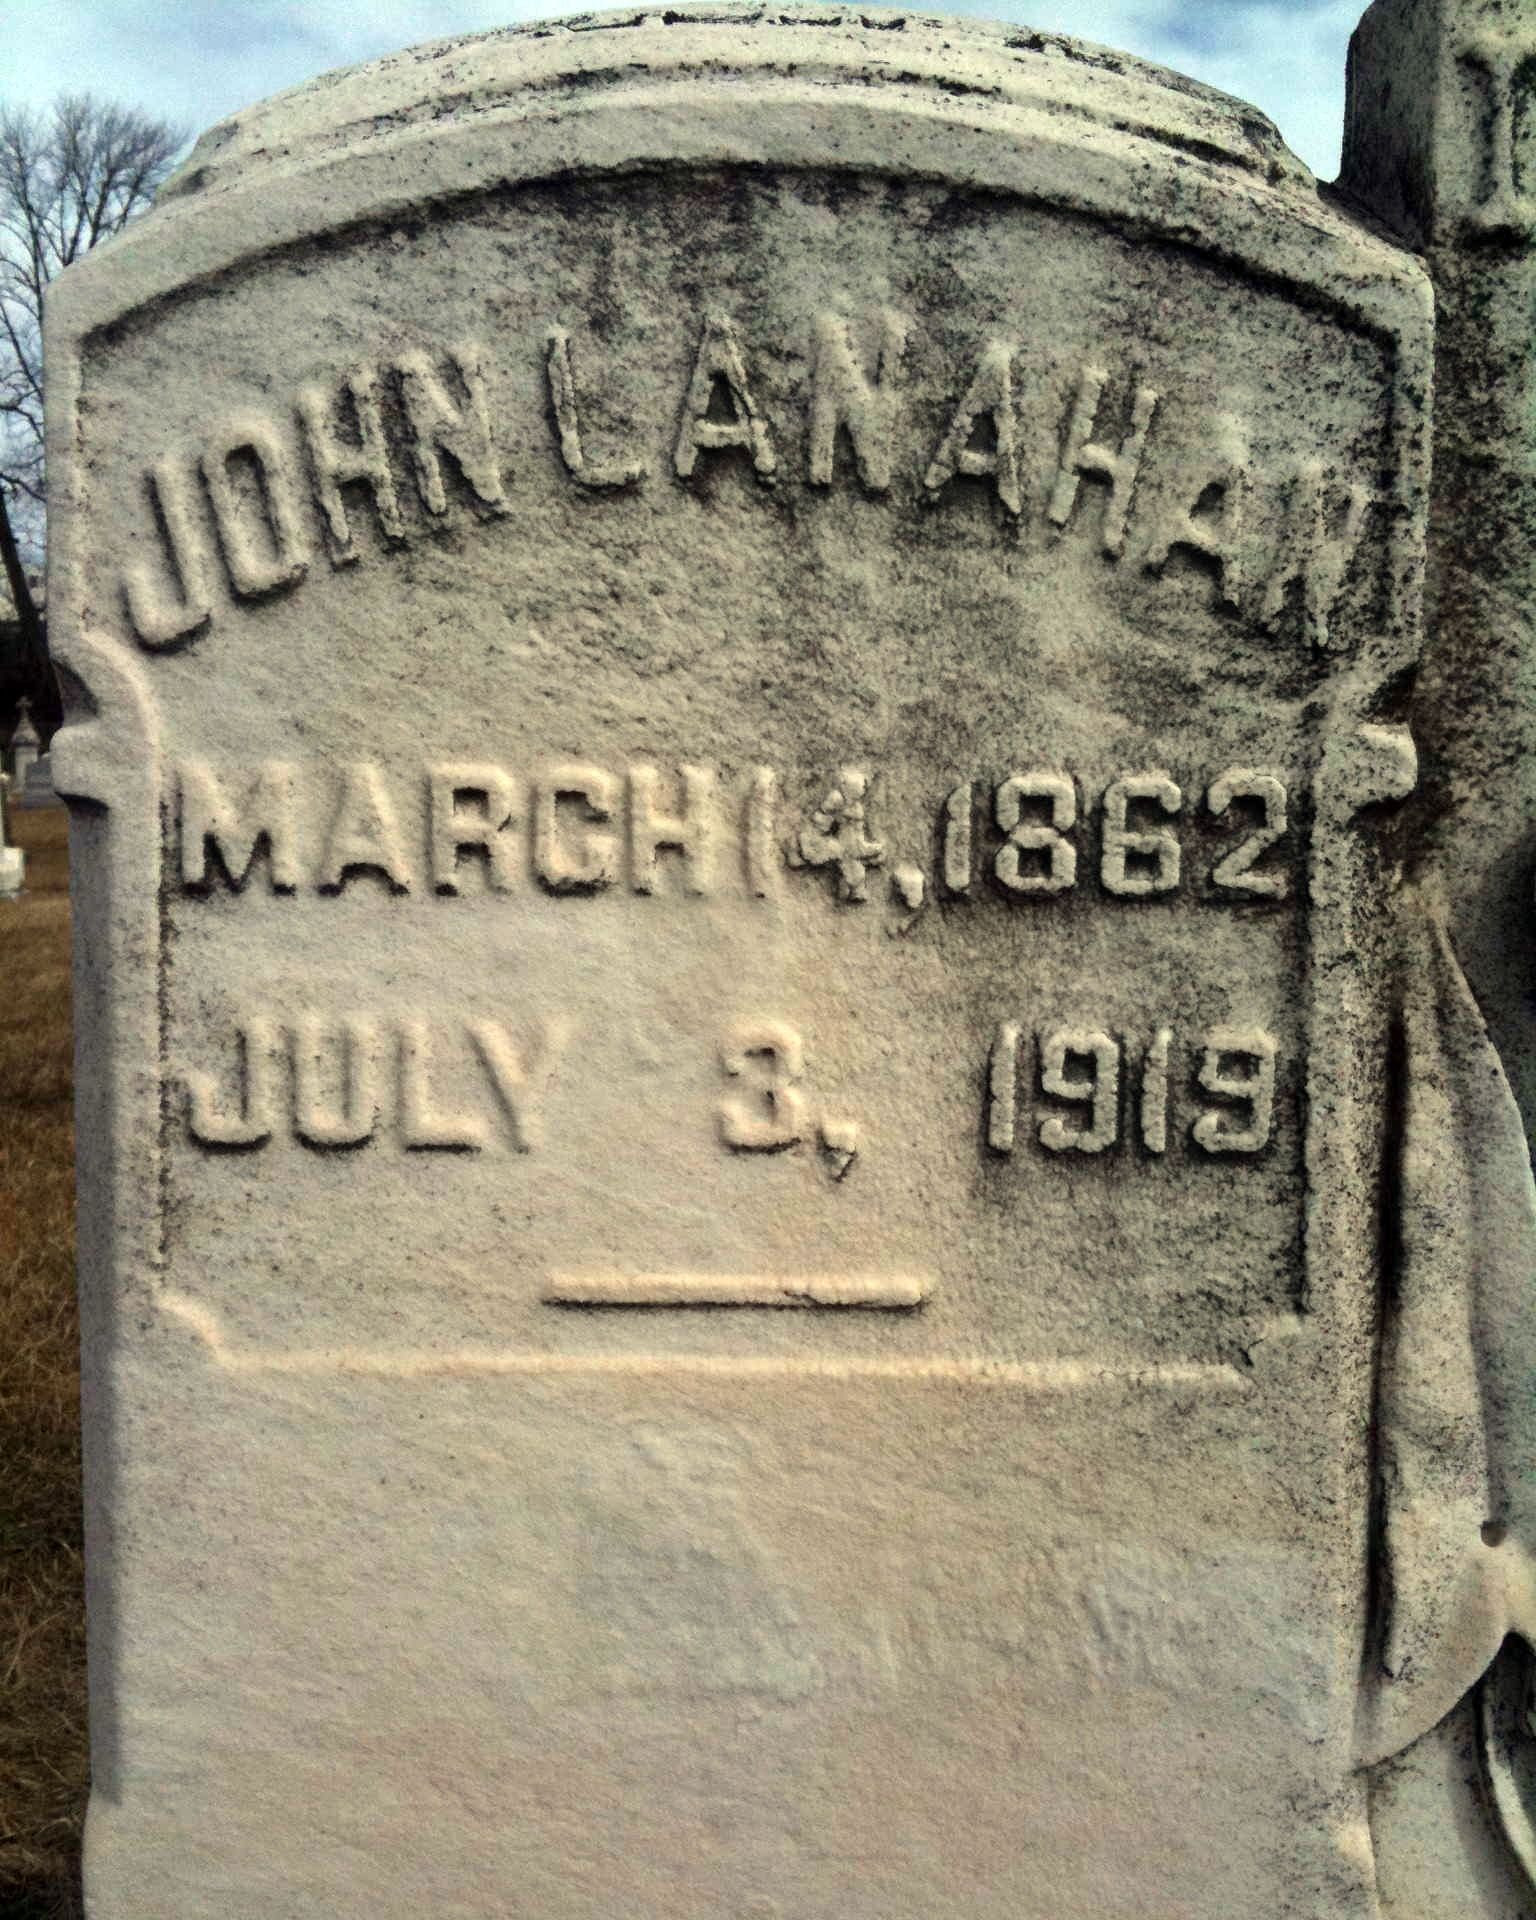 JOHN LANAHAN
MARCH 14, 1862
JULY 3, 1919